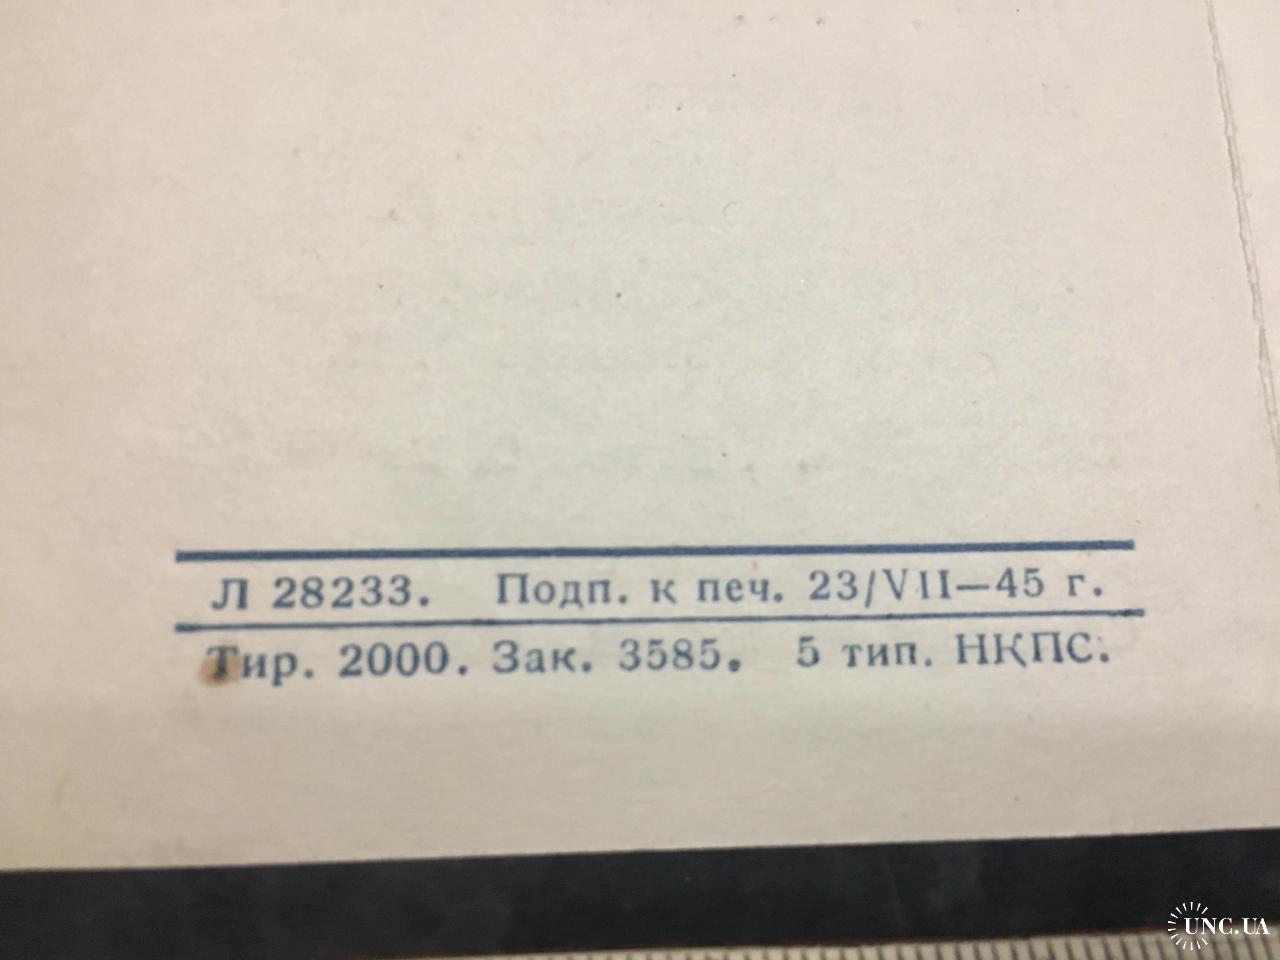 Л 28233. Подп. к печ. 23/VII—45 г.
Тир. 2000. Зак. 3585. 5 тип. НКПС.
UNC.UA